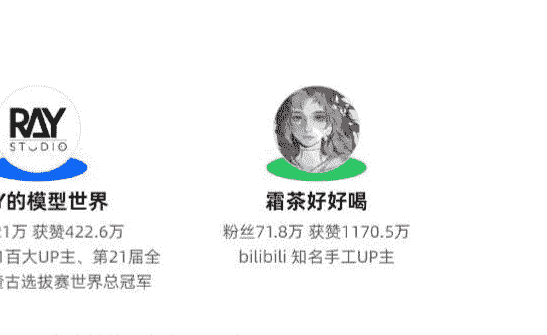 RAY
STUDIO
Y的模型世界
21万 获赞422.6万
百大UP主、第21届全
古选拔赛世界总冠军
霜茶好好喝
粉丝71.8万 获赞1170.5万
bilibili 知名手工UP主